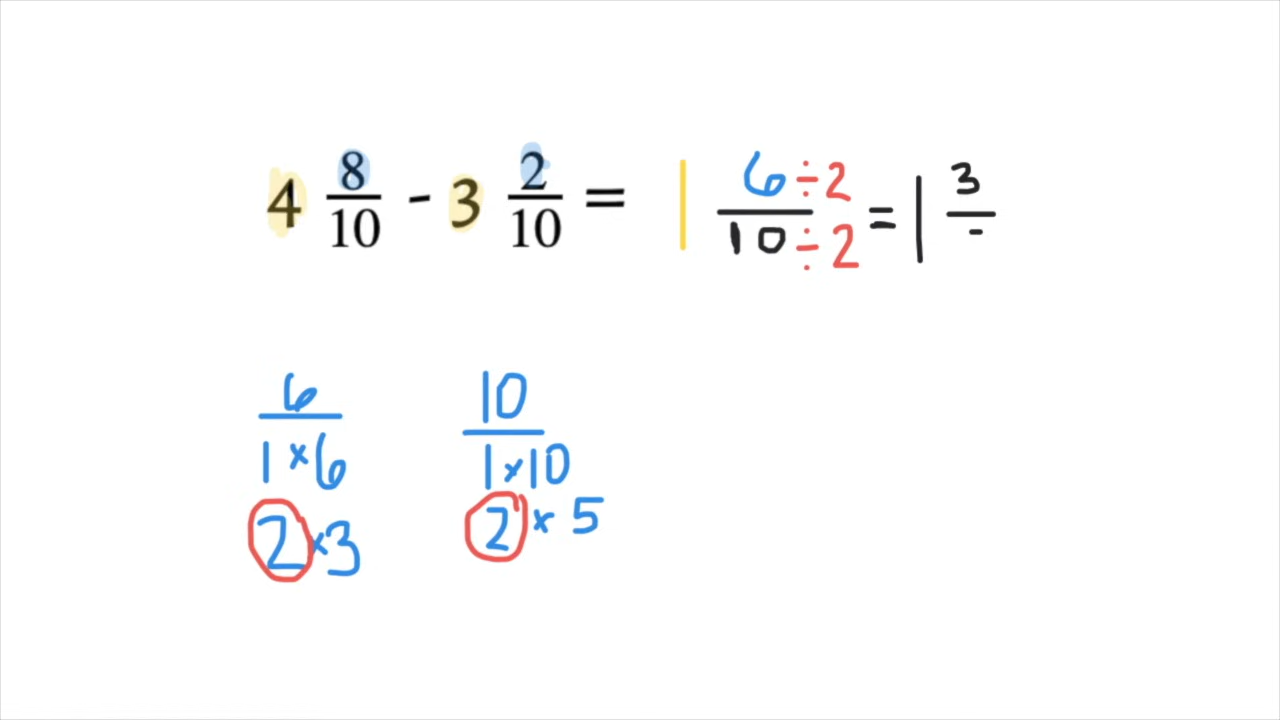 4 8/10 - 3 2/10 = 1 6÷2/10÷2 = 1 3/-
6 10
1×6 1×10
2×3 2×5